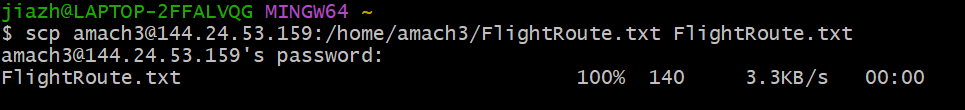 jiazh@LAPTOP-2FFALVQG MINGW64 ~
$ scp amach3@144.24.53.159:/home/amach3/FlightRoute.txt FlightRoute.txt
amach3@144.24.53.159's password:
FlightRoute.txt 100% 140 3.3KB/s 00:00